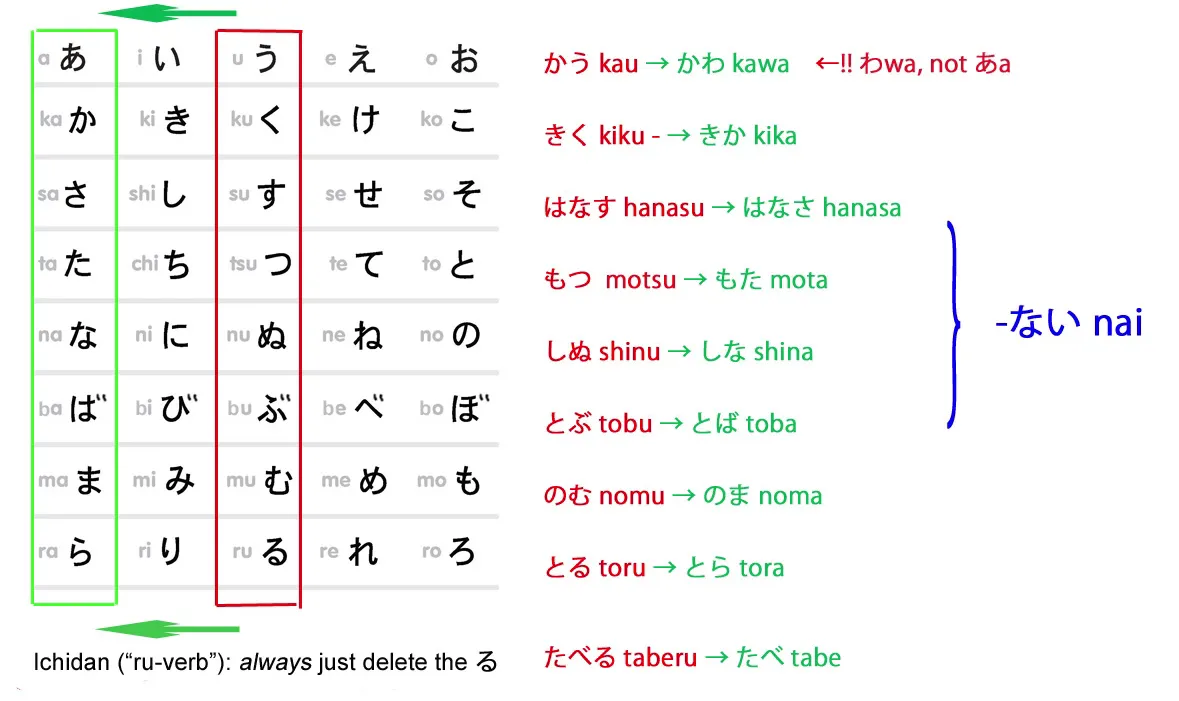 a あ i い u う e え o お
かう kau → かわ kawa ←!! わwa, not あa
ka か ki き ku く ke け ko こ
きく kiku - → きか kika
sa さ shi し su す se せ so そ
はなす hanasu → はなさ hanasa
ta た chi ち tsu つ te て to と
もつ motsu → もた mota
-ない nai
na な ni に nu ぬ ne ね no の
しぬ shinu → しな shina
ba ば bi び bu ぶ be べ bo ぼ
とぶ tobu → とば toba
ma ま mi み mu む me め mo も
のむ nomu → のま noma
ra ら ri り ru る re れ ro ろ
とる toru → とら tora
Ichidan (“ru-verb”): always just delete the る
たべる taberu → たべ tabe